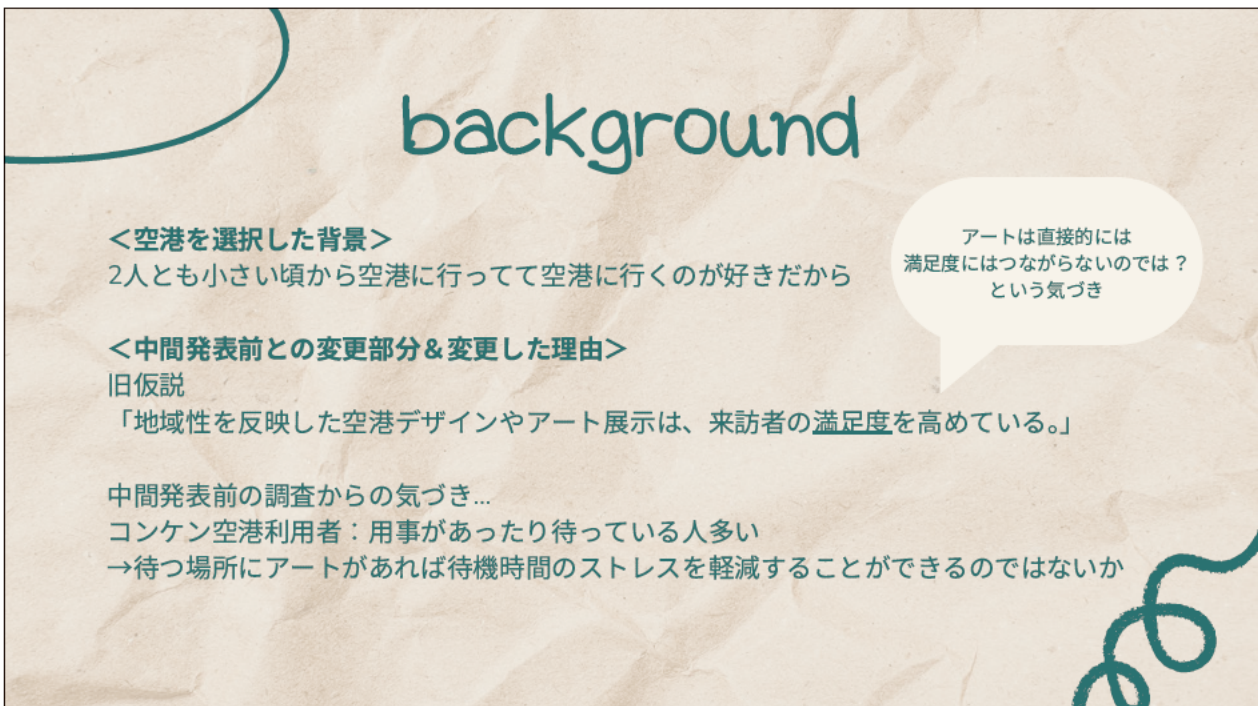 background
＜空港を選択した背景＞
2人とも小さい頃から空港に行ってて空港に行くのが好きだから
アートは直接的には
満足度にはつながらないのでは？
という気づき
＜中間発表前との変更部分＆変更した理由＞
旧仮説
「地域性を反映した空港デザインやアート展示は、来訪者の満足度を高めている。」
中間発表前の調査からの気づき...
コンケン空港利用者：用事があったり待っている人多い
→待つ場所にアートがあれば待機時間のストレスを軽減することができるのではないか